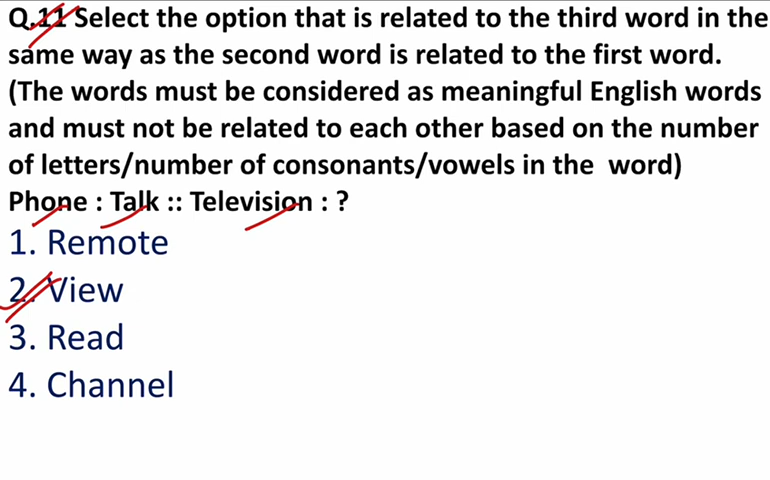 Q.11 Select the option that is related to the third word in the
same way as the second word is related to the first word.
(The words must be considered as meaningful English words
and must not be related to each other based on the number
of letters/number of consonants/vowels in the word)
Phone : Talk :: Television : ?
1. Remote
2. View
3. Read
4. Channel